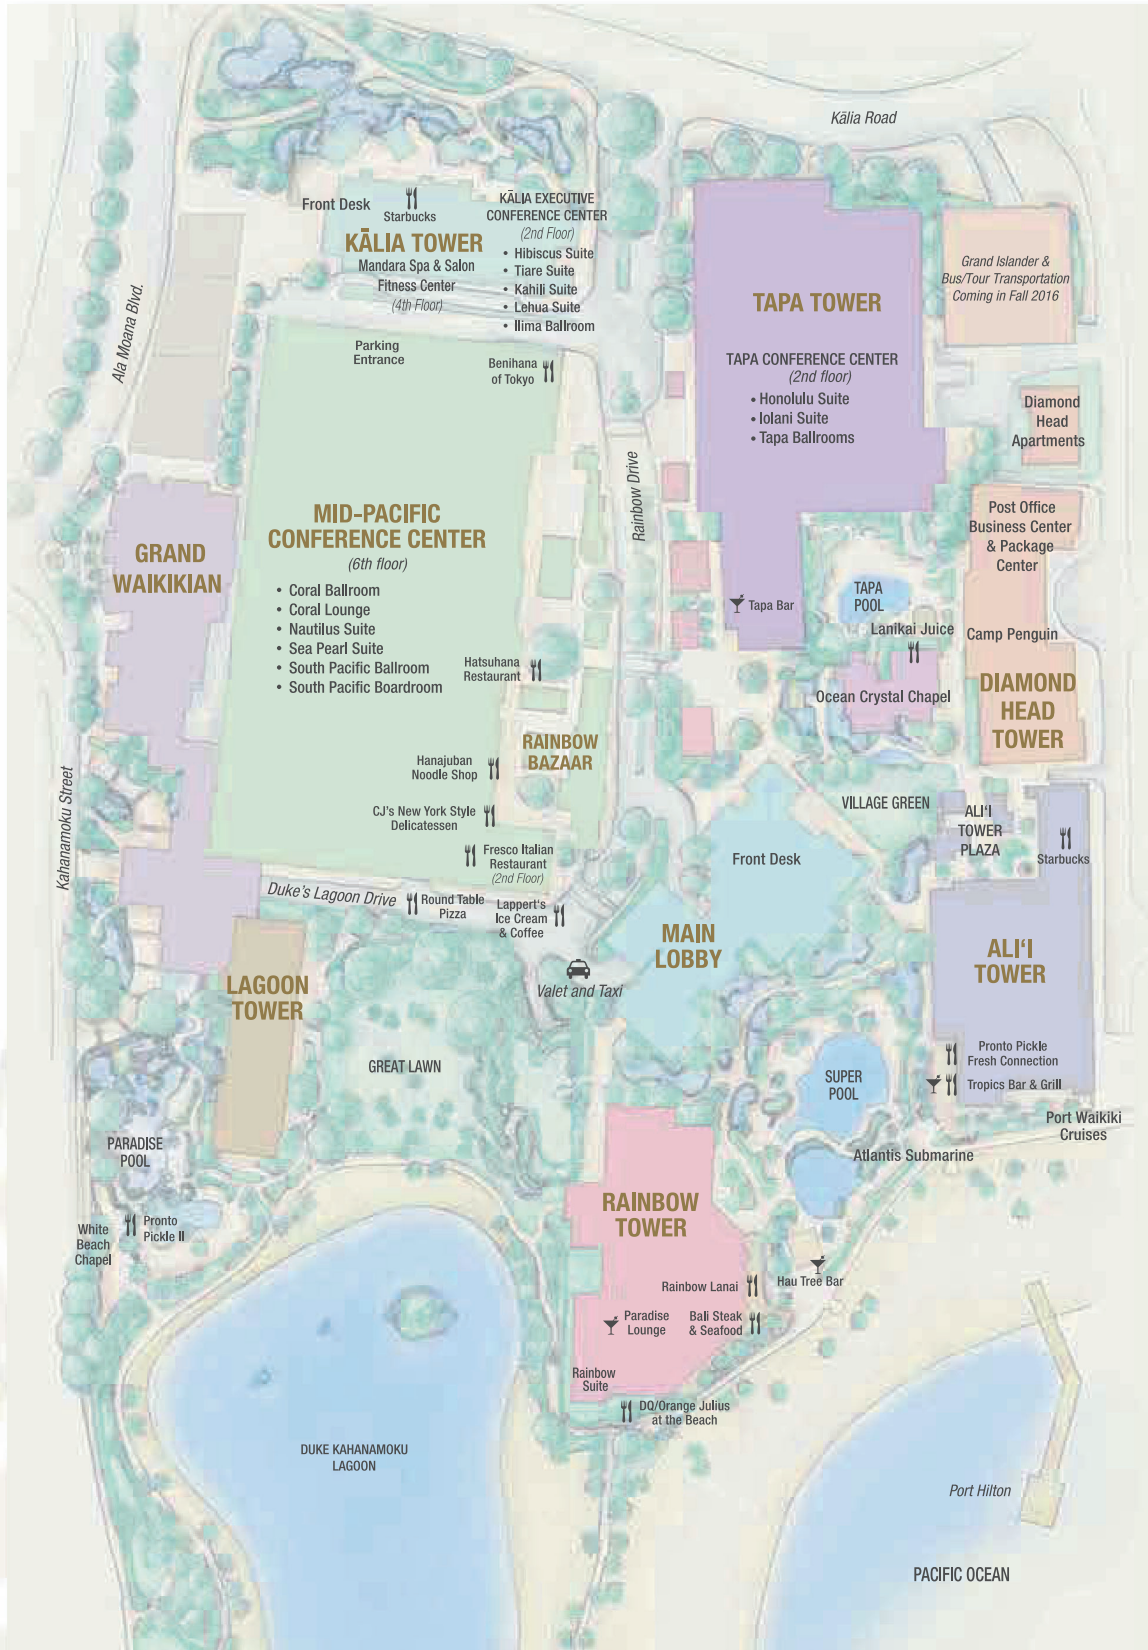 Kālia Road
Front Desk
Starbucks
KĀLIA TOWER
Mandara Spa & Salon
Fitness Center
(4th Floor)
KĀLIA EXECUTIVE
CONFERENCE CENTER
(2nd Floor)
• Hibiscus Suite
• Tiare Suite
• Kahili Suite
• Lehua Suite
• Ilima Ballroom
Grand Islander &
Bus/Tour Transportation
Coming in Fall 2016
TAPA TOWER
TAPA CONFERENCE CENTER
(2nd floor)
• Honolulu Suite
• Iolani Suite
• Tapa Ballrooms
Ala Moana Blvd.
Parking
Entrance
Benihana
of Tokyo
Diamond
Head
Apartments
Rainbow Drive
MID-PACIFIC
CONFERENCE CENTER
(6th floor)
• Coral Ballroom
• Coral Lounge
• Nautilus Suite
• Sea Pearl Suite
• South Pacific Ballroom
• South Pacific Boardroom
GRAND
WAIKIKIAN
Post Office
Business Center
& Package
Center
TAPA
POOL
Tapa Bar
Lanikai Juice
Camp Penguin
Hatsuhana
Restaurant
Ocean Crystal Chapel
DIAMOND
HEAD
TOWER
RAINBOW
BAZAAR
Hanajuban
Noodle Shop
Kahanamoku Street
CJ's New York Style
Delicatessen
VILLAGE GREEN
ALI‘I
TOWER
PLAZA
Starbucks
Fresco Italian
Restaurant
(2nd Floor)
Front Desk
Duke's Lagoon Drive
Round Table
Pizza
Lappert's
Ice Cream
& Coffee
MAIN
LOBBY
ALI‘I
TOWER
LAGOON
TOWER
Valet and Taxi
GREAT LAWN
SUPER
POOL
Pronto Pickle
Fresh Connection
Tropics Bar & Grill
Port Waikiki
Cruises
PARADISE
POOL
Atlantis Submarine
RAINBOW
TOWER
White
Beach
Chapel
Pronto
Pickle II
Rainbow Lanai
Hau Tree Bar
Paradise
Lounge
Bali Steak
& Seafood
Rainbow
Suite
DQ/Orange Julius
at the Beach
DUKE KAHANAMOKU
LAGOON
Port Hilton
PACIFIC OCEAN